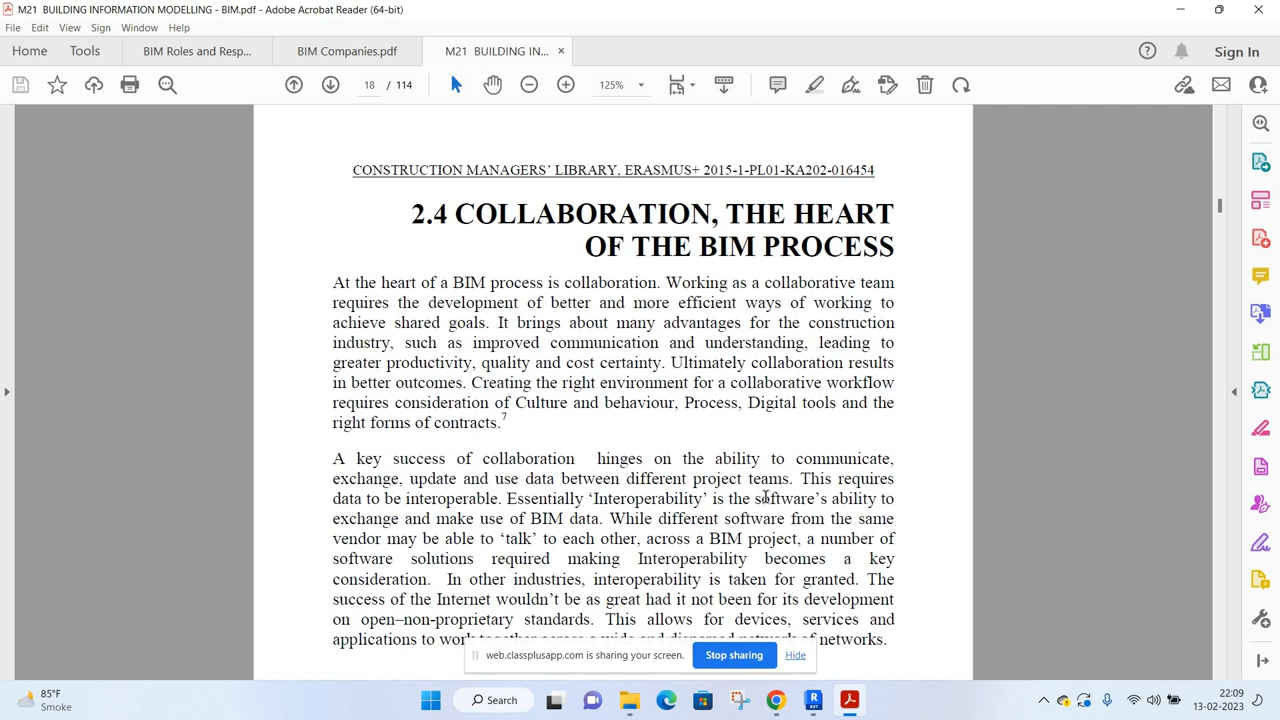 M21 BUILDING INFORMATION MODELLING - BIM.pdf - Adobe Acrobat Reader (64-bit)
File Edit View Sign Window Help
Home Tools BIM Roles and Resp... BIM Companies.pdf M21 BUILDING IN... Sign In
18 / 114 125%
CONSTRUCTION MANAGERS' LIBRARY, ERASMUS+ 2015-1-PL01-KA202-016454
2.4 COLLABORATION, THE HEART
OF THE BIM PROCESS
At the heart of a BIM process is collaboration. Working as a collaborative team
requires the development of better and more efficient ways of working to
achieve shared goals. It brings about many advantages for the construction
industry, such as improved communication and understanding, leading to
greater productivity, quality and cost certainty. Ultimately collaboration results
in better outcomes. Creating the right environment for a collaborative workflow
requires consideration of Culture and behaviour, Process, Digital tools and the
right forms of contracts.7
A key success of collaboration hinges on the ability to communicate,
exchange, update and use data between different project teams. This requires
data to be interoperable. Essentially ‘Interoperability’ is the software’s ability to
exchange and make use of BIM data. While different software from the same
vendor may be able to ‘talk’ to each other, across a BIM project, a number of
software solutions required making Interoperability becomes a key
consideration. In other industries, interoperability is taken for granted. The
success of the Internet wouldn’t be as great had it not been for its development
on open–non-proprietary standards. This allows for devices, services and
applications to work together across a wide and dispersed network of networks.
web.classplusapp.com is sharing your screen. Stop sharing Hide
85°F
Smoke
Search
22:09
13-02-2023